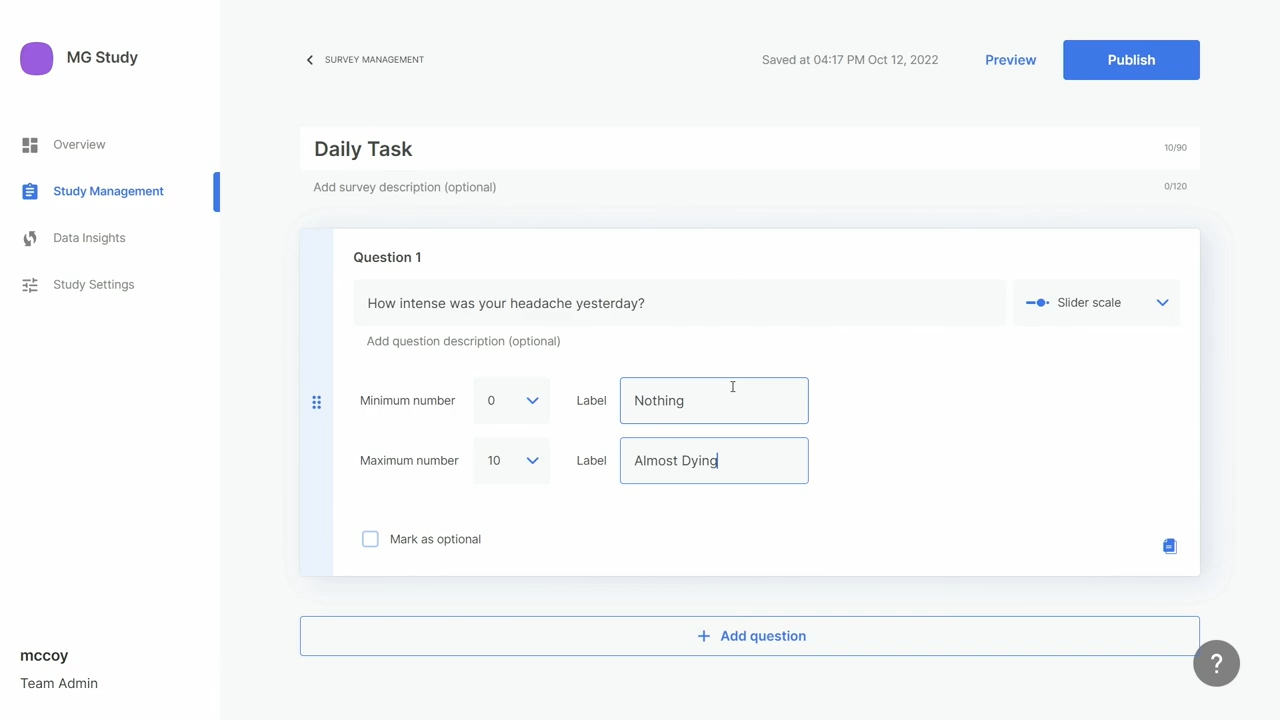 MG Study
Overview
Study Management
Data Insights
Study Settings
mccoy
Team Admin
SURVEY MANAGEMENT
Saved at 04:17 PM Oct 12, 2022
Preview
Publish
Daily Task
10/90
Add survey description (optional)
0/120
Question 1
How intense was your headache yesterday?
Slider scale
Add question description (optional)
Minimum number 0 Label Nothing
Maximum number 10 Label Almost Dying
Mark as optional
+ Add question
?